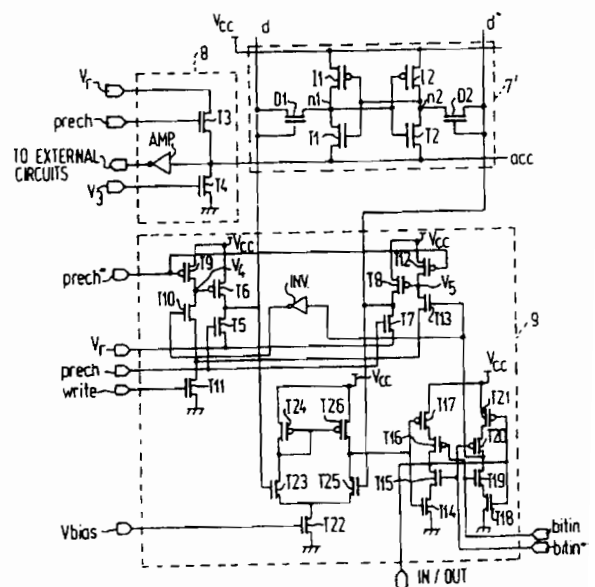 Vcc
d
d*
8
Vr
I1
I2
D1
n1
n2
D2
7'
prech
T3
AMP.
T1
T2
TO EXTERNAL
CIRCUITS
acc
V3
T4
Vcc
Vcc
prech*
T9
V4
T12
T6
INV.
T8
V5
9
T10
T5
T7
T13
Vr
prech
write
T11
Vcc
Vcc
T24
T26
T17
T21
T16
T20
T23
T25
T15
T19
T14
T18
Vbias
T22
bitin
bitin*
IN / OUT